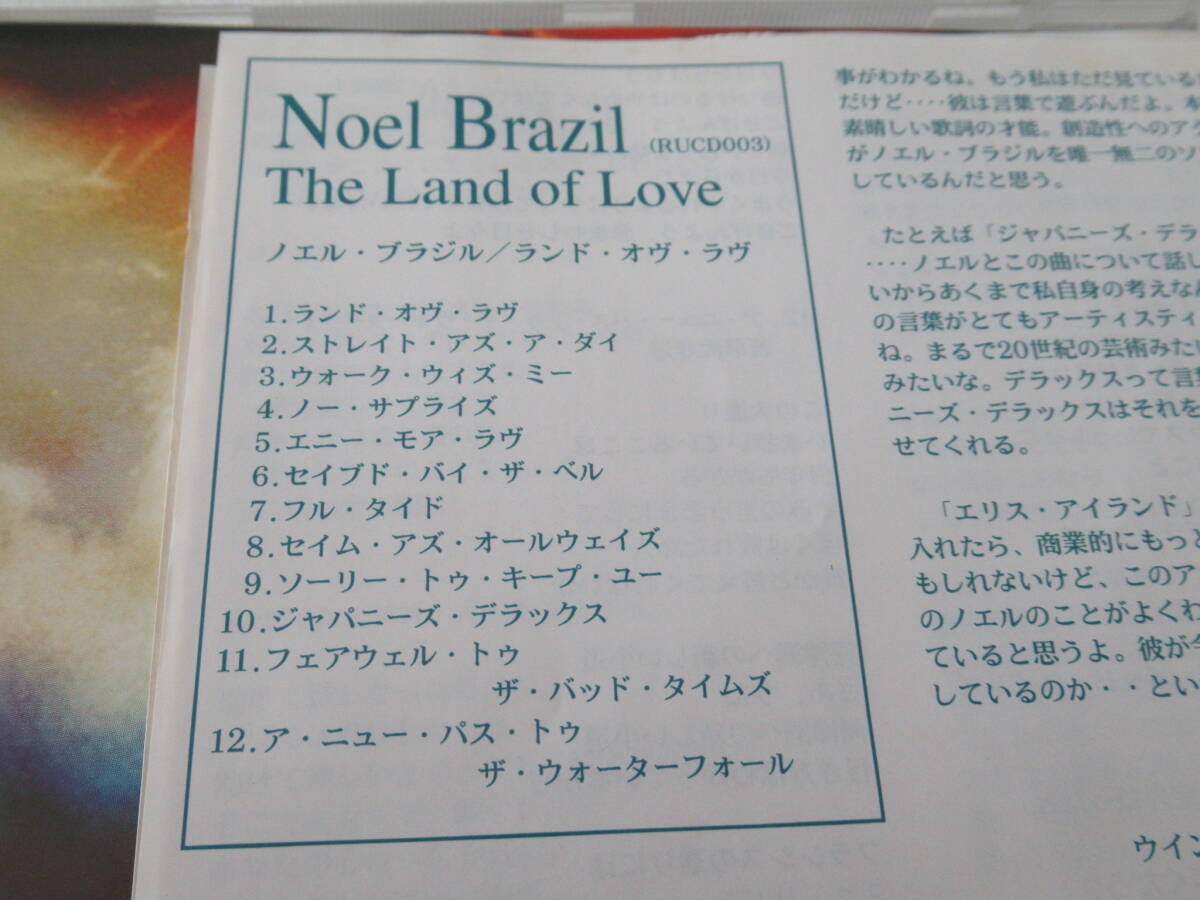 Noel Brazil (RUCD003)
The Land of Love
ノエル・ブラジル／ランド・オヴ・ラヴ
1.ランド・オヴ・ラヴ
2.ストレイト・アズ・ア・ダイ
3.ウォーク・ウィズ・ミー
4.ノー・サプライズ
5.エニー・モア・ラヴ
6.セイブド・バイ・ザ・ベル
7.フル・タイド
8.セイム・アズ・オールウェイズ
9.ソーリー・トゥ・キープ・ユー
10.ジャパニーズ・デラックス
11.フェアウェル・トゥ
ザ・バッド・タイムズ
12.ア・ニュー・パス・トゥ
ザ・ウォーターフォール
事がわかるね。もう私はただ見ている
だけど‥‥彼は言葉で遊ぶんだよ。本
素晴しい歌詞の才能。創造性へのア
がノエル・ブラジルを唯一無二のソ
しているんだと思う。
たとえば「ジャパニーズ・デラ
‥‥ノエルとこの曲について話し
いからあくまで私自身の考えなん
の言葉がとてもアーティスティ
ね。まるで20世紀の芸術みたい
みたいな。デラックスって言葉
ニーズ・デラックスはそれを
せてくれる。
「エリス・アイランド」
入れたら、商業的にもっと
もしれないけど、このア
のノエルのことがよくわ
ていると思うよ。彼が今
しているのか・・とい
ウイン